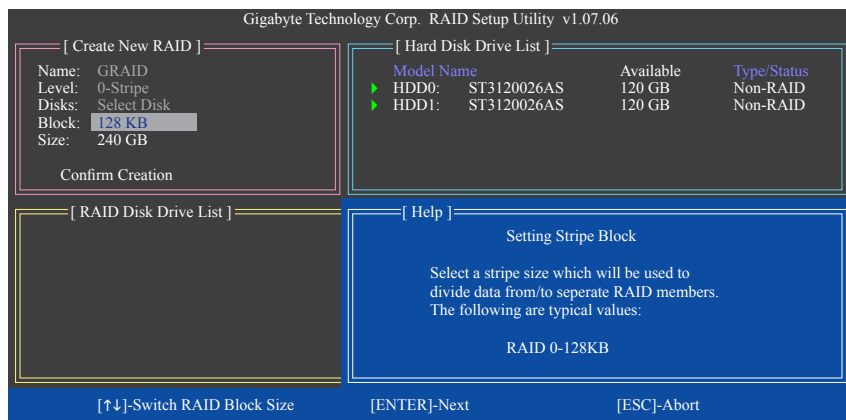 Gigabyte Technology Corp. RAID Setup Utility v1.07.06
[ Create New RAID ]
Name: GRAID
Level: 0-Stripe
Disks: Select Disk
Block: 128 KB
Size: 240 GB
Confirm Creation
[ Hard Disk Drive List ]
Model Name Available Type/Status
HDD0: ST3120026AS 120 GB Non-RAID
HDD1: ST3120026AS 120 GB Non-RAID
[ RAID Disk Drive List ]
[ Help ]
Setting Stripe Block
Select a stripe size which will be used to
divide data from/to seperate RAID members.
The following are typical values:
RAID 0-128KB
[↑↓]-Switch RAID Block Size [ENTER]-Next [ESC]-Abort